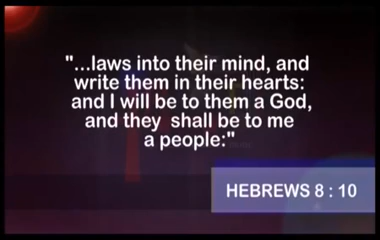 "...laws into their mind, and
write them in their hearts:
and I will be to them a God,
and they shall be to me
a people:"
HEBREWS 8 : 10